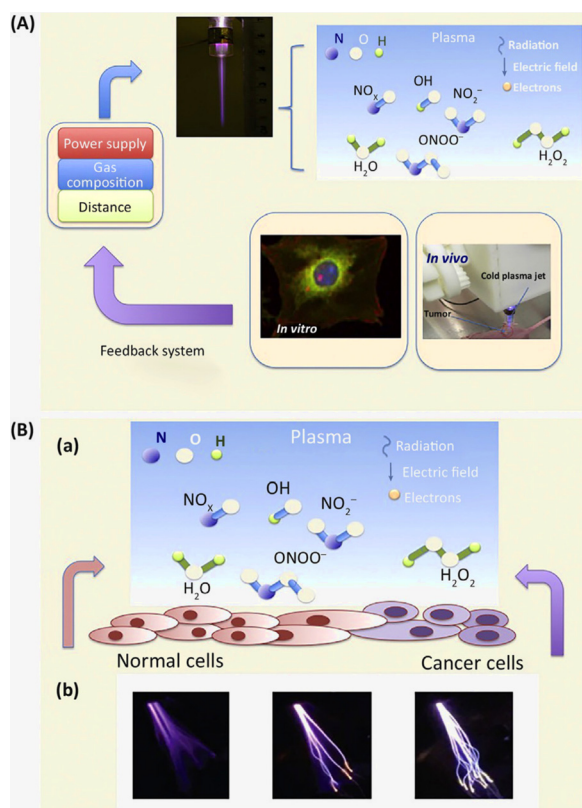 (A)
N O H Plasma
Radiation
Electric field
Electrons
NOx OH NO2−
H2O ONOO− H2O2
Power supply
Gas
composition
Distance
In vitro
In vivo
Cold plasma jet
Tumor
Feedback system
(B)
(a)
N O H Plasma
Radiation
Electric field
Electrons
NOx OH NO2−
H2O ONOO− H2O2
Normal cells Cancer cells
(b)